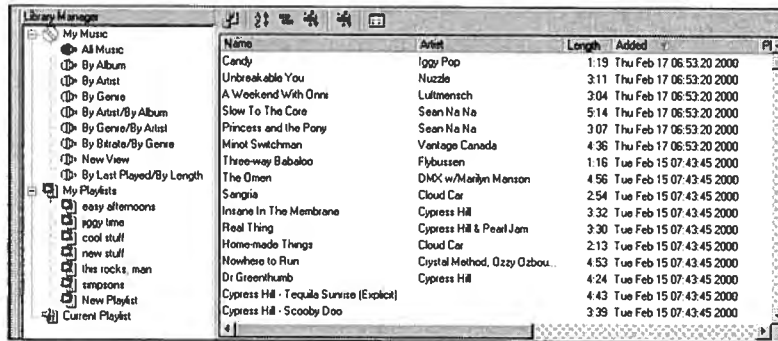 Library Manager
My Music
All Music
By Album
By Artist
By Genre
By Artist/By Album
By Genre/By Artist
By Bitrate/By Genre
New View
By Last Played/By Length
My Playlists
easy afternoons
jiggy time
cool stuff
new stuff
this rocks, man
simpsons
New Playlist
Current Playlist
Name Artist Length Added Pl
Candy Iggy Pop 1:19 Thu Feb 17 06:53:20 2000
Unbreakable You Nuzzle 3:11 Thu Feb 17 06:53:20 2000
A Weekend With Onni Lultmensch 3:04 Thu Feb 17 06:53:20 2000
Slow To The Core Sean Na Na 5:14 Thu Feb 17 06:53:20 2000
Princess and the Pony Sean Na Na 3:07 Thu Feb 17 06:53:20 2000
Minot Switchman Vantage Canada 4:36 Thu Feb 17 06:53:20 2000
Three-way Babaloo Flybussen 1:16 Tue Feb 15 07:43:45 2000
The Omen DMX w/Marilyn Manson 4:56 Tue Feb 15 07:43:45 2000
Sangria Cloud Car 2:54 Tue Feb 15 07:43:45 2000
Insane In The Membrane Cypress Hill 3:32 Tue Feb 15 07:43:45 2000
Real Thing Cypress Hill & Pearl Jam 3:30 Tue Feb 15 07:43:45 2000
Home-made Things Cloud Car 2:13 Tue Feb 15 07:43:45 2000
Nowhere to Run Crystal Method, Ozzy Ozbou... 4:53 Tue Feb 15 07:43:45 2000
Dr Greenthumb Cypress Hill 4:24 Tue Feb 15 07:43:45 2000
Cypress Hill - Tequila Sunrise (Explicit) 4:43 Tue Feb 15 07:43:45 2000
Cypress Hill - Scooby Doo 3:39 Tue Feb 15 07:43:45 2000